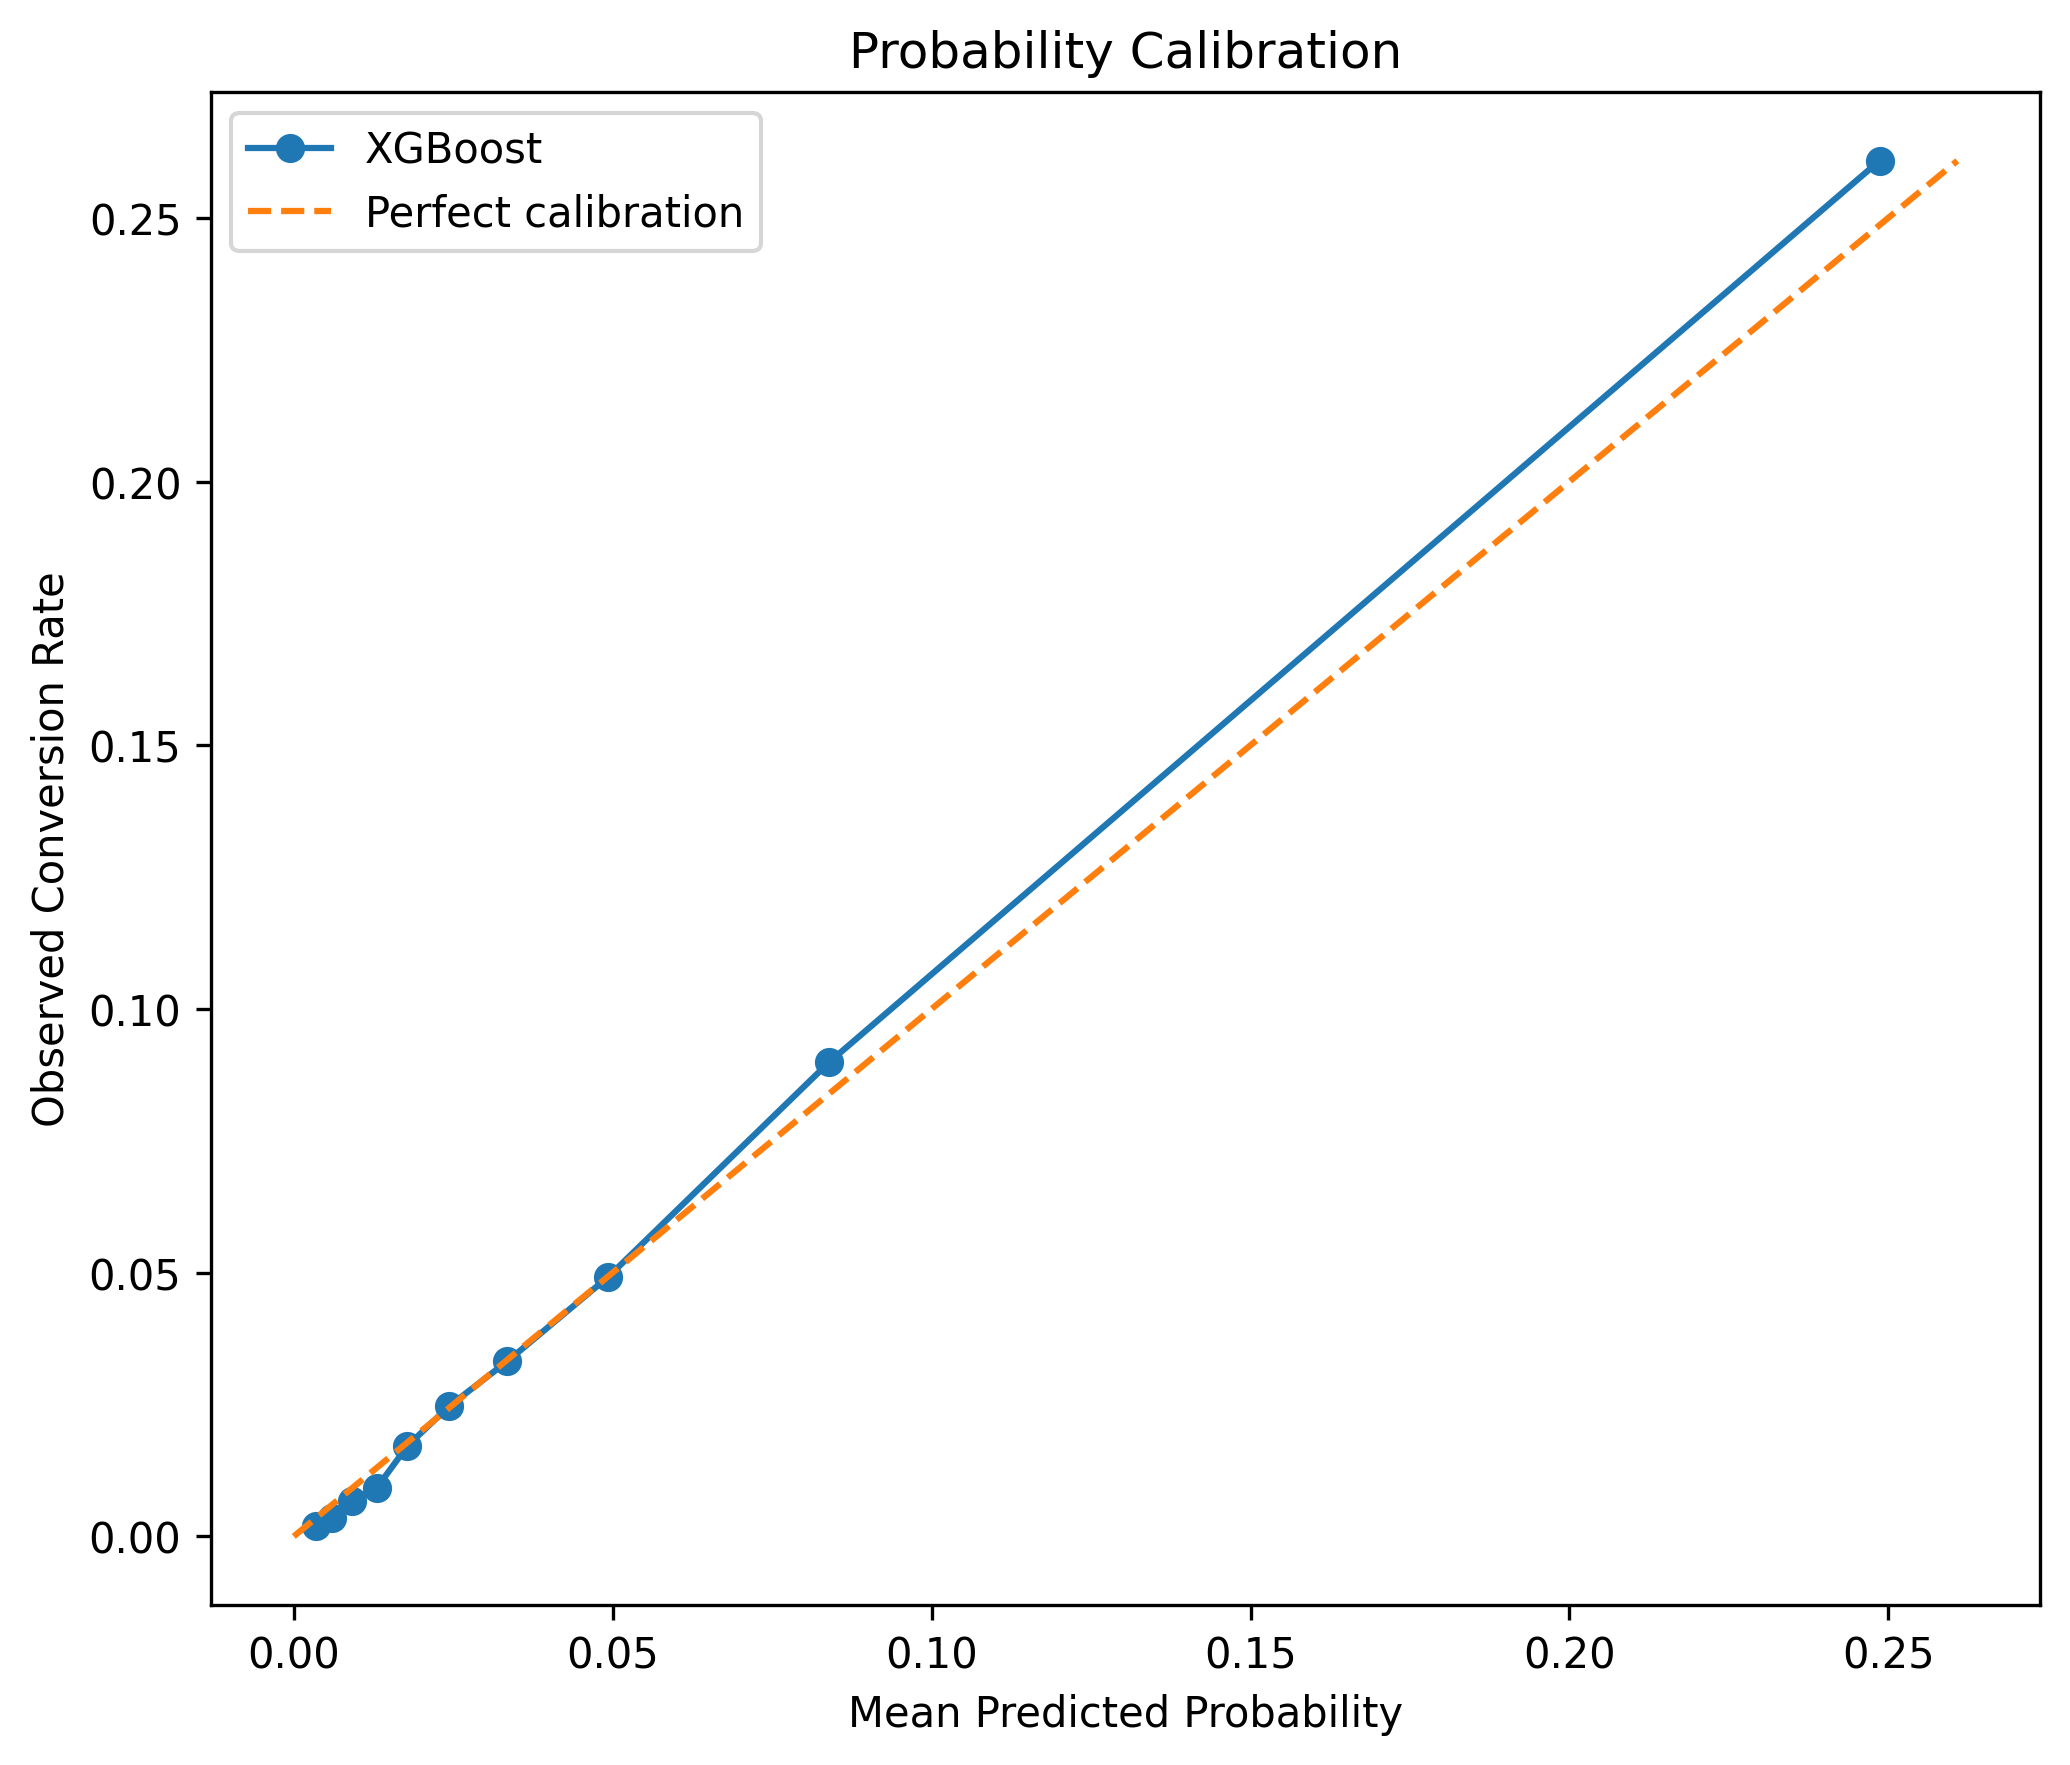 Probability Calibration
XGBoost
Perfect calibration
Observed Conversion Rate
0.25
0.20
0.15
0.10
0.05
0.00
0.00 0.05 0.10 0.15 0.20 0.25
Mean Predicted Probability